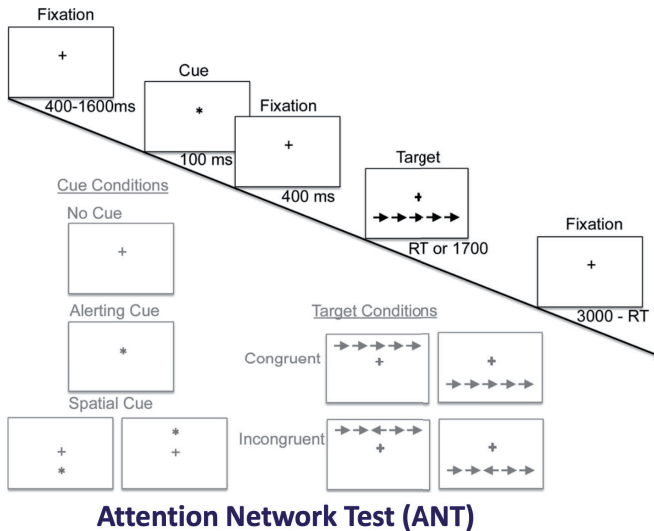 Fixation
400-1600ms
Cue
100 ms
Fixation
400 ms
Target
RT or 1700
Fixation
3000 - RT
Cue Conditions
No Cue
Alerting Cue
Spatial Cue
Target Conditions
Congruent
Incongruent
Attention Network Test (ANT)